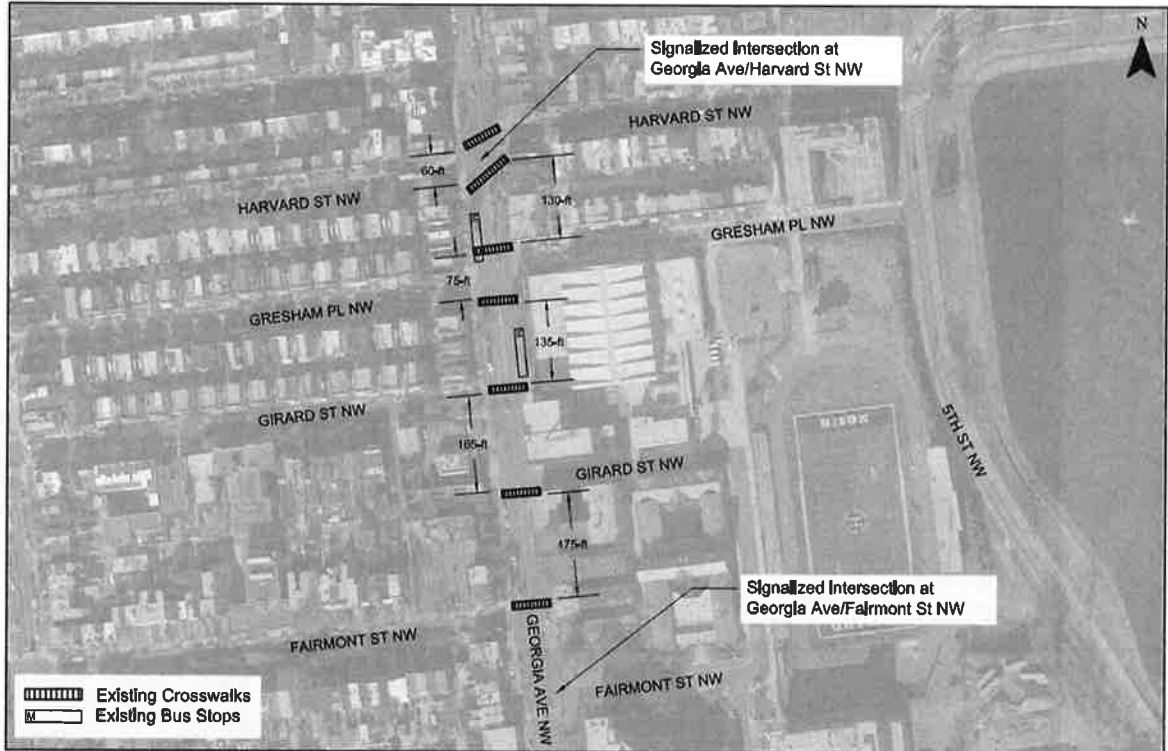 N
Signalized Intersection at
Georgia Ave/Harvard St NW
HARVARD ST NW
60-ft
130-ft
HARVARD ST NW
M
GRESHAM PL NW
75-ft
GRESHAM PL NW
135-ft
M
GIRARD ST NW
165-ft
GIRARD ST NW
5TH ST NW
BISON
175-ft
Signalized Intersection at
Georgia Ave/Fairmont St NW
FAIRMONT ST NW
GEORGIA AVE NW
FAIRMONT ST NW
Existing Crosswalks
M Existing Bus Stops